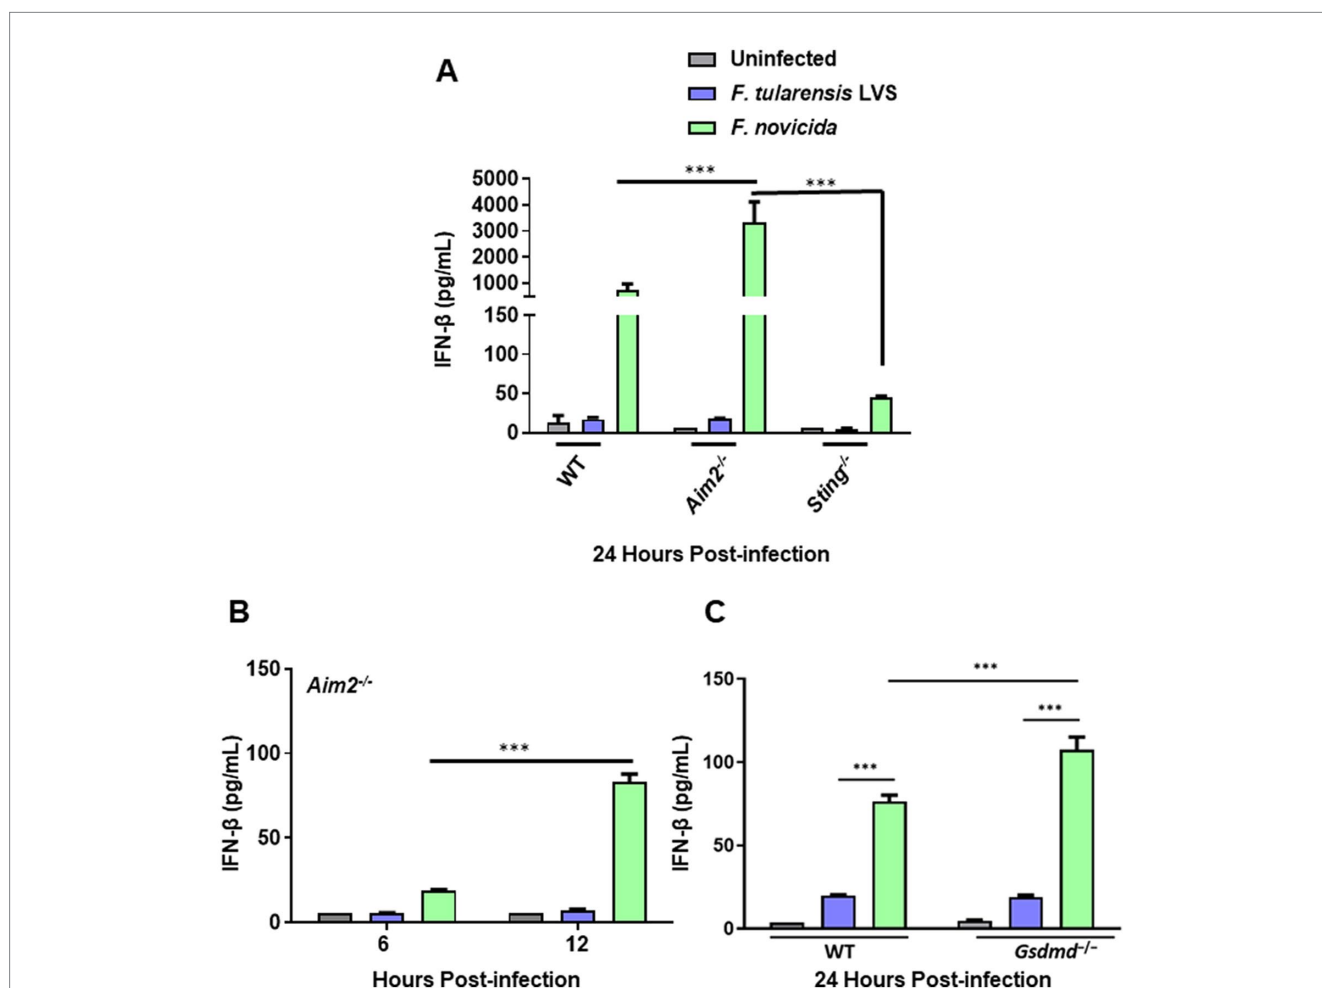 A
Uninfected
F. tularensis LVS
F. novicida
***
***
5000
4000
3000
2000
1000
150
100
50
0
IFN-β (pg/mL)
WT
Aim2-/-
Sting-/-
24 Hours Post-infection
B
Aim2-/-
***
150
100
50
0
IFN-β (pg/mL)
6
12
Hours Post-infection
C
***
***
***
150
100
50
0
IFN-β (pg/mL)
WT
Gsdmd–/–
24 Hours Post-infection